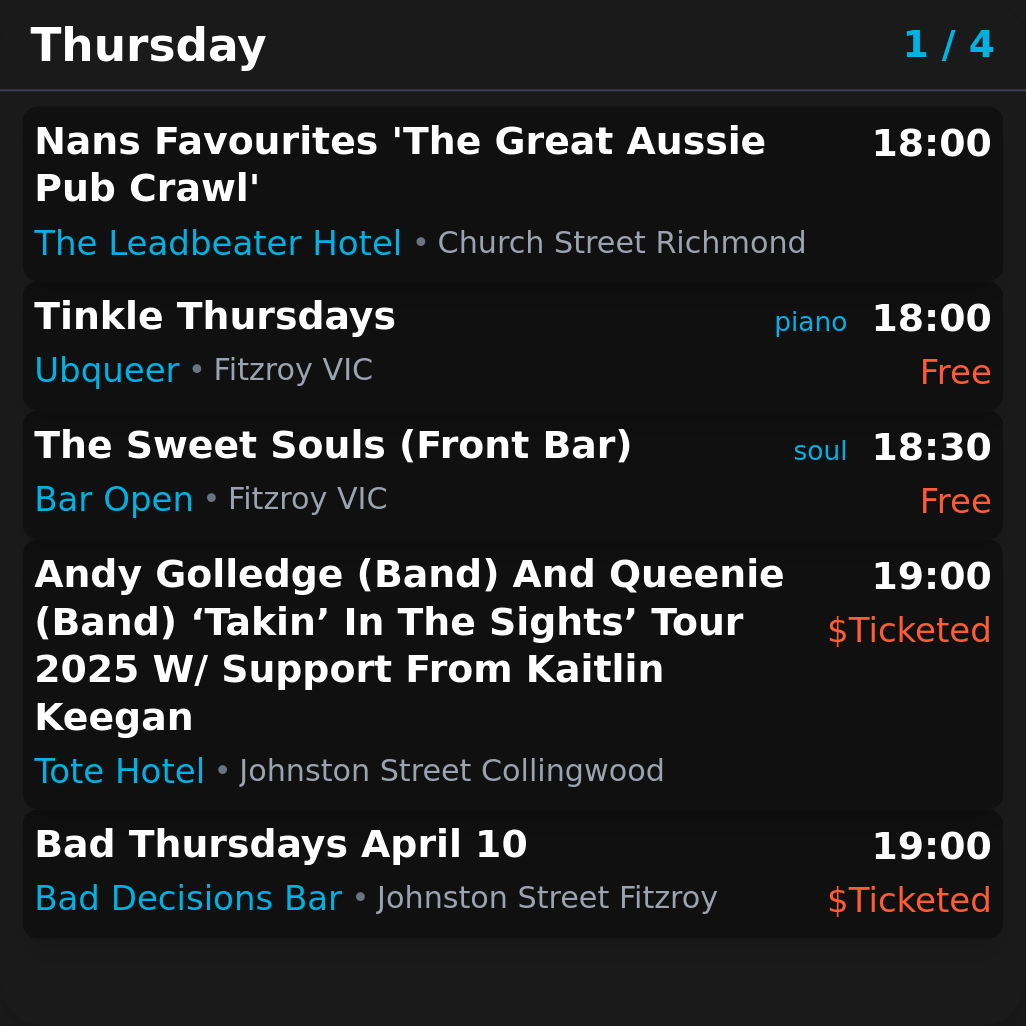 Thursday
1 / 4
Nans Favourites 'The Great Aussie
Pub Crawl'
18:00
The Leadbeater Hotel • Church Street Richmond
Tinkle Thursdays
piano 18:00
Ubqueer • Fitzroy VIC
Free
The Sweet Souls (Front Bar)
soul 18:30
Bar Open • Fitzroy VIC
Free
Andy Golledge (Band) And Queenie
(Band) ‘Takin’ In The Sights’ Tour
2025 W/ Support From Kaitlin
Keegan
19:00
$Ticketed
Tote Hotel • Johnston Street Collingwood
Bad Thursdays April 10
19:00
Bad Decisions Bar • Johnston Street Fitzroy
$Ticketed